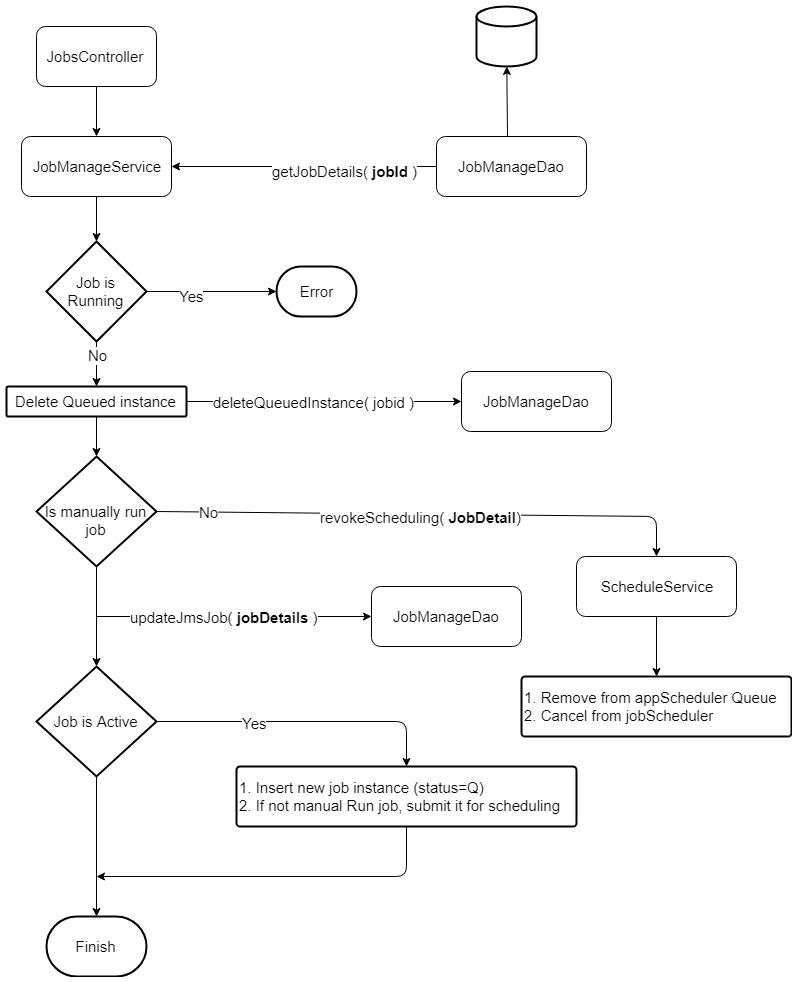 JobsController
JobManageService
getJobDetails( jobId )
JobManageDao
Job is
Running
Yes
Error
No
Delete Queued instance
deleteQueuedInstance( jobid )
JobManageDao
Is manually run
job
No
revokeScheduling( JobDetail)
ScheduleService
updateJmsJob( jobDetails )
JobManageDao
1. Remove from appScheduler Queue
2. Cancel from jobScheduler
Job is Active
Yes
1. Insert new job instance (status=Q)
2. If not manual Run job, submit it for scheduling
Finish